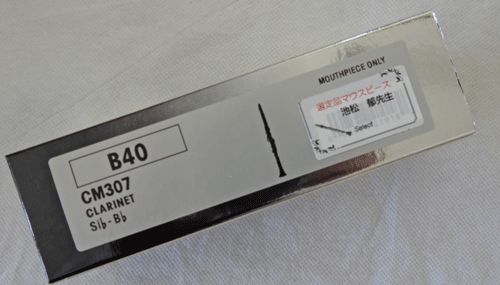 B40
CM307
CLARINET
Si♭-B♭
MOUTHPIECE ONLY
選定品マウスピース
池松 郁先生
Select